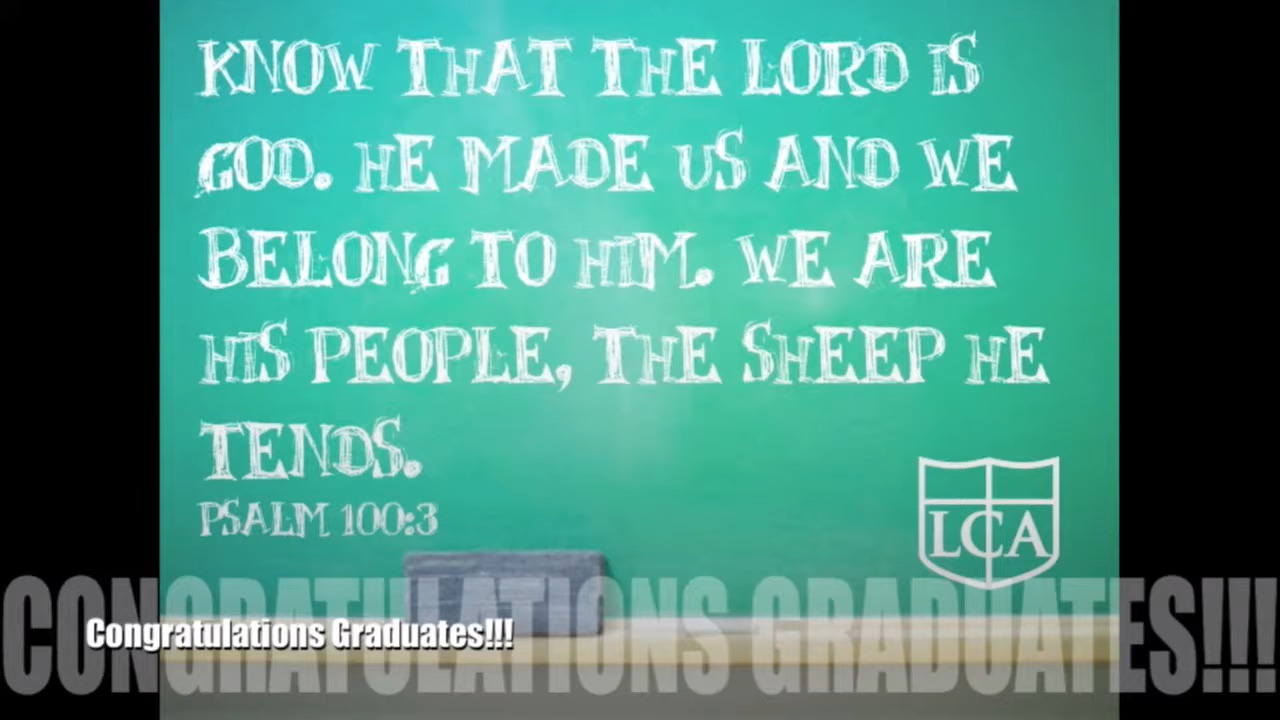 KNOW THAT THE LORD IS
GOD. HE MADE US AND WE
BELONG TO HIM. WE ARE
HIS PEOPLE, THE SHEEP HE
TENDS.
PSALM 100:3
LCA
CONGRATULATIONS GRADUATES!!!
Congratulations Graduates!!!